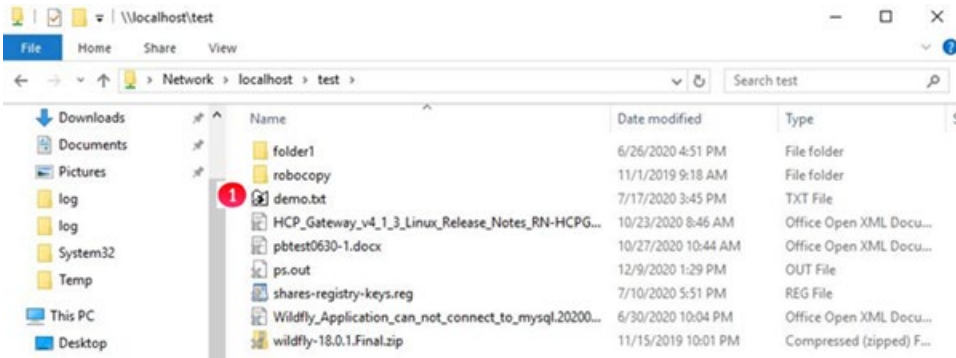 \\localhost\test
File Home Share View
Network > localhost > test > Search test
Downloads
Documents
Pictures
log
log
System32
Temp
This PC
Desktop
Name Date modified Type
folder1 6/26/2020 4:51 PM File folder
robocopy 11/1/2019 9:18 AM File folder
1 demo.txt 7/17/2020 3:45 PM TXT File
HCP_Gateway_v4_1_3_Linux_Release_Notes_RN-HCPG... 10/23/2020 8:46 AM Office Open XML Docu...
pbtest0630-1.docx 10/27/2020 10:44 AM Office Open XML Docu...
ps.out 12/9/2020 1:29 PM OUT File
shares-registry-keys.reg 7/10/2020 5:51 PM REG File
Wildfly_Application_can_not_connect_to_mysql.20200... 6/30/2020 10:04 PM Office Open XML Docu...
wildfly-18.0.1.Final.zip 11/15/2019 10:01 PM Compressed (zipped) F...